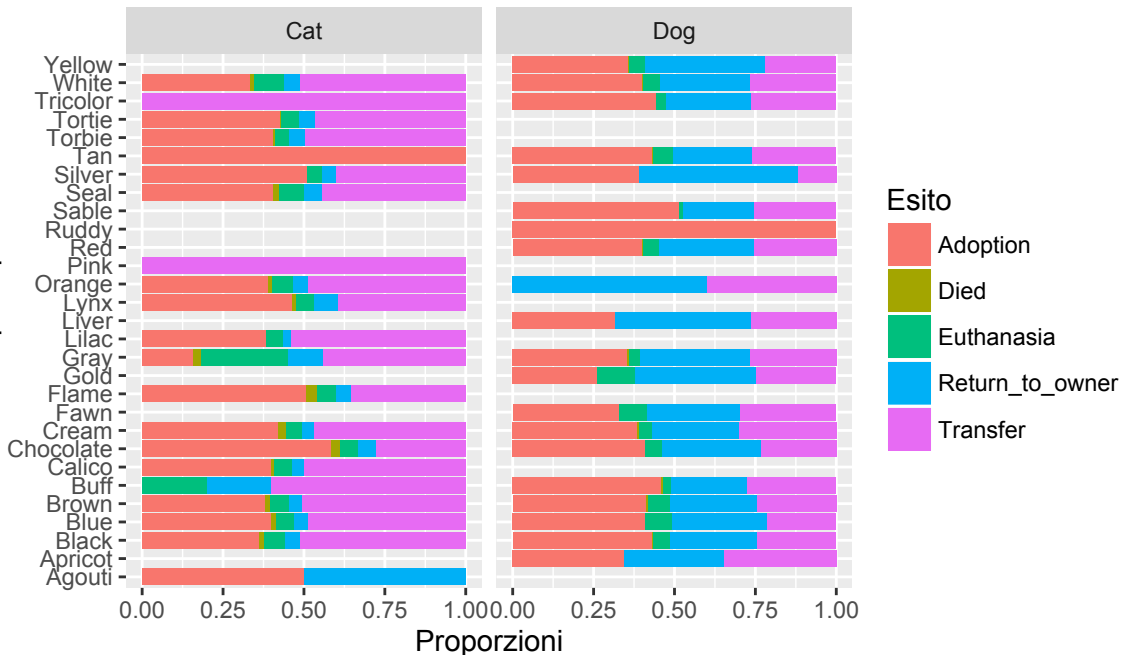 Cat
Dog
Yellow
White
Tricolor
Tortie
Torbie
Tan
Silver
Seal
Sable
Ruddy
Red
Pink
Orange
Lynx
Liver
Lilac
Gray
Gold
Flame
Fawn
Cream
Chocolate
Calico
Buff
Brown
Blue
Black
Apricot
Agouti
0.00 0.25 0.50 0.75 1.00 0.00 0.25 0.50 0.75 1.00
Proporzioni
Esito
Adoption
Died
Euthanasia
Return_to_owner
Transfer